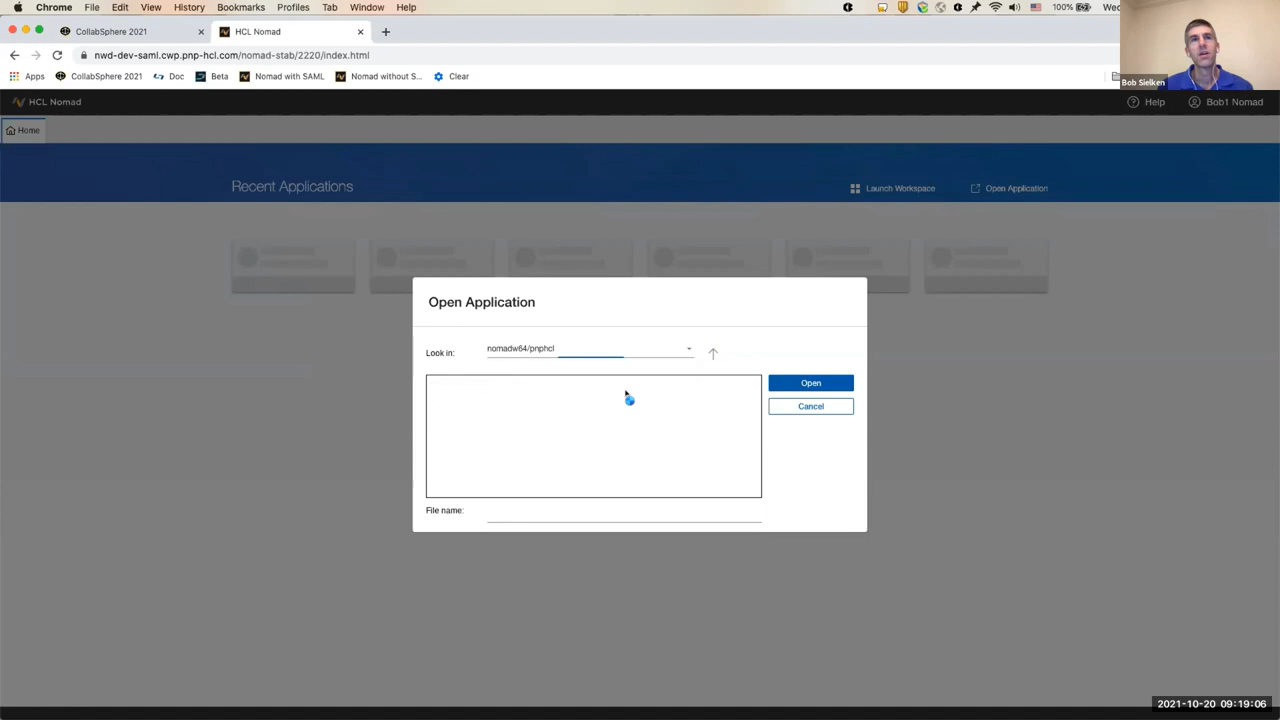 Chrome File Edit View History Bookmarks Profiles Tab Window Help 100% Wed
CollabSphere 2021 HCL Nomad
nwd-dev-saml.cwp.pnp-hcl.com/nomad-stab/2220/index.html
Apps CollabSphere 2021 Doc Beta Nomad with SAML Nomad without S... Clear
Bob Sielken
HCL Nomad Help Bob1 Nomad
Home
Recent Applications Launch Workspace Open Application
Open Application
Look in: nomadw64/pnphcl
Open
Cancel
File name:
2021-10-20 09:19:06